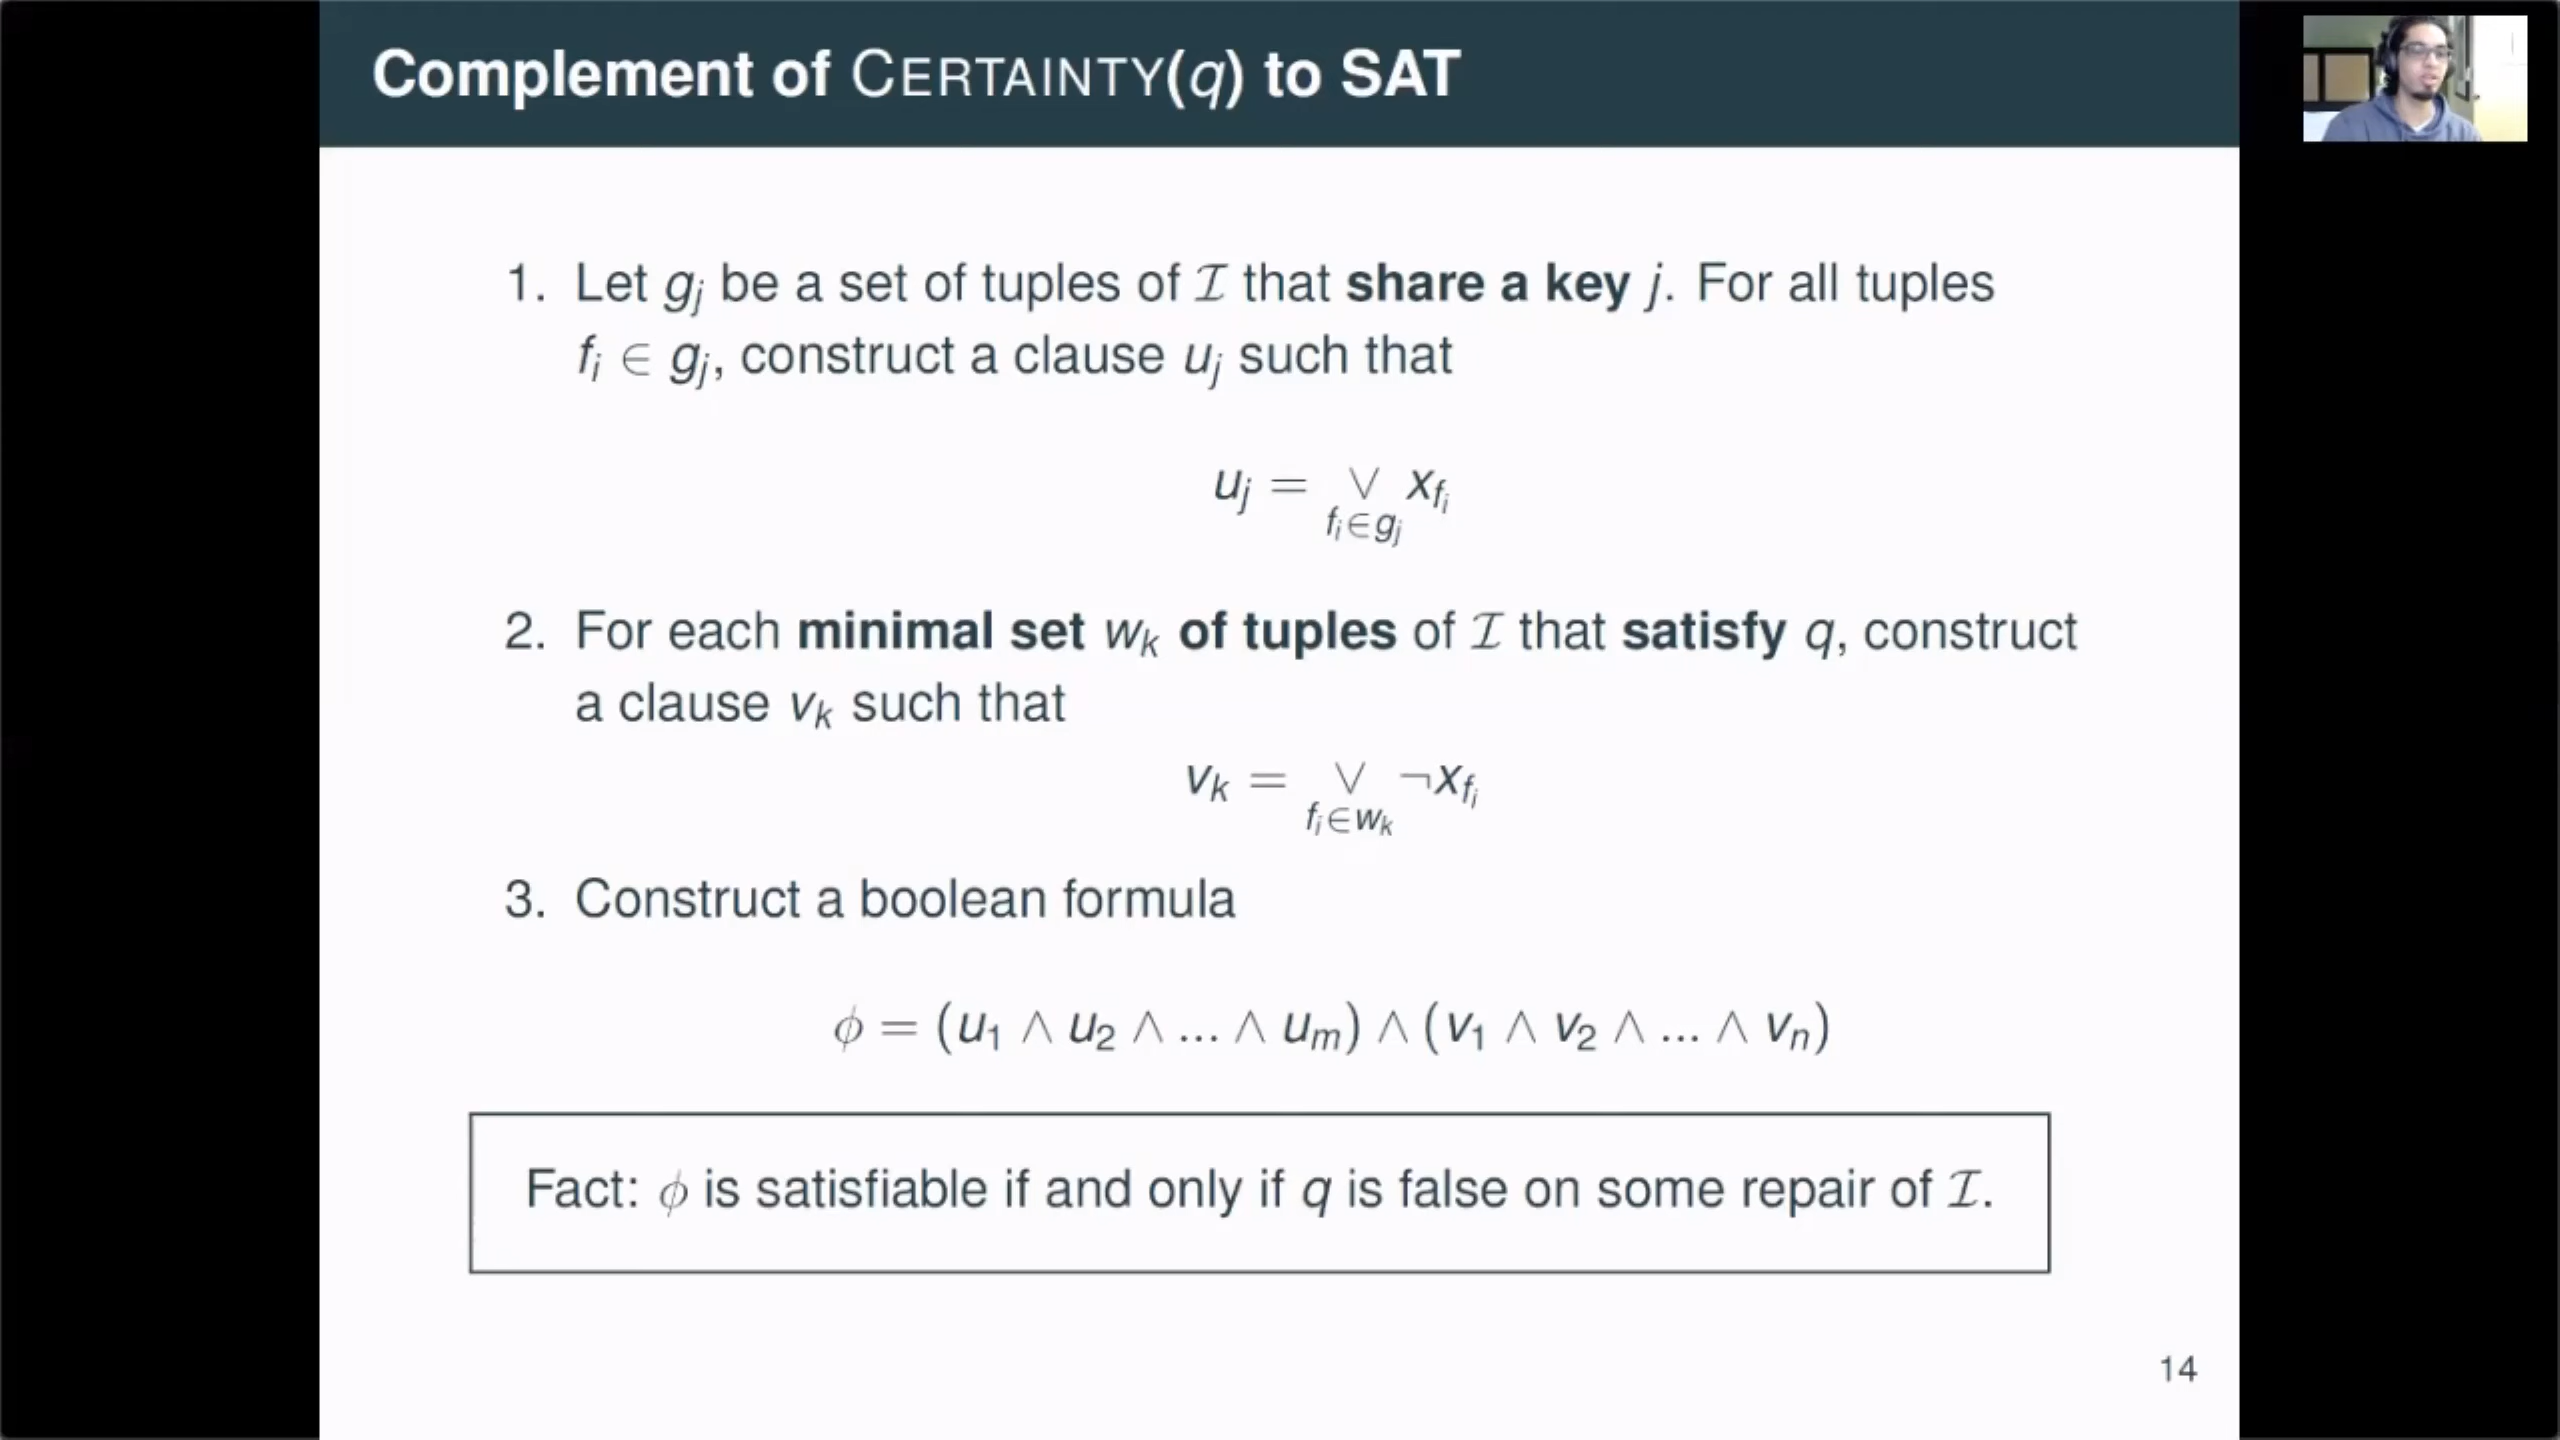 Complement of CERTAINTY(q) to SAT
1. Let g_j be a set of tuples of ℐ that share a key j. For all tuples
f_i ∈ g_j, construct a clause u_j such that
u_j = ∨ x_{f_i}
f_i∈g_j
2. For each minimal set w_k of tuples of ℐ that satisfy q, construct
a clause v_k such that
v_k = ∨ ¬x_{f_i}
f_i∈w_k
3. Construct a boolean formula
ϕ = (u_1 ∧ u_2 ∧ ... ∧ u_m) ∧ (v_1 ∧ v_2 ∧ ... ∧ v_n)
Fact: ϕ is satisfiable if and only if q is false on some repair of ℐ.
14